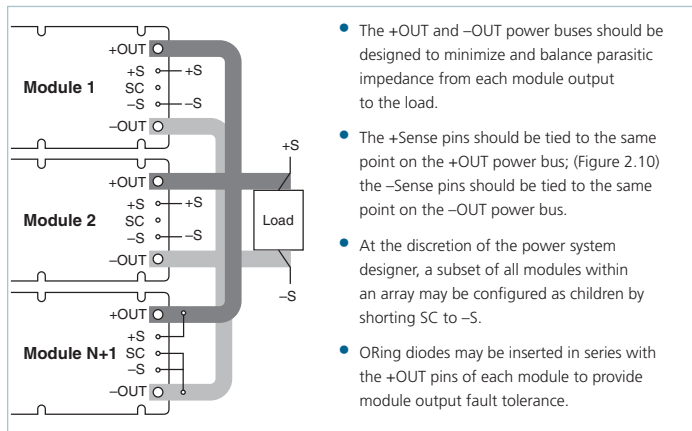 +OUT
Module 1
+S
+S
SC
–S
–S
–OUT
+OUT
Module 2
+S
+S
SC
–S
–S
–OUT
+S
Load
–S
+OUT
+S
Module N+1
SC
–S
–OUT
• The +OUT and –OUT power buses should be
designed to minimize and balance parasitic
impedance from each module output
to the load.
• The +Sense pins should be tied to the same
point on the +OUT power bus; (Figure 2.10)
the –Sense pins should be tied to the same
point on the –OUT power bus.
• At the discretion of the power system
designer, a subset of all modules within
an array may be configured as children by
shorting SC to –S.
• ORing diodes may be inserted in series with
the +OUT pins of each module to provide
module output fault tolerance.